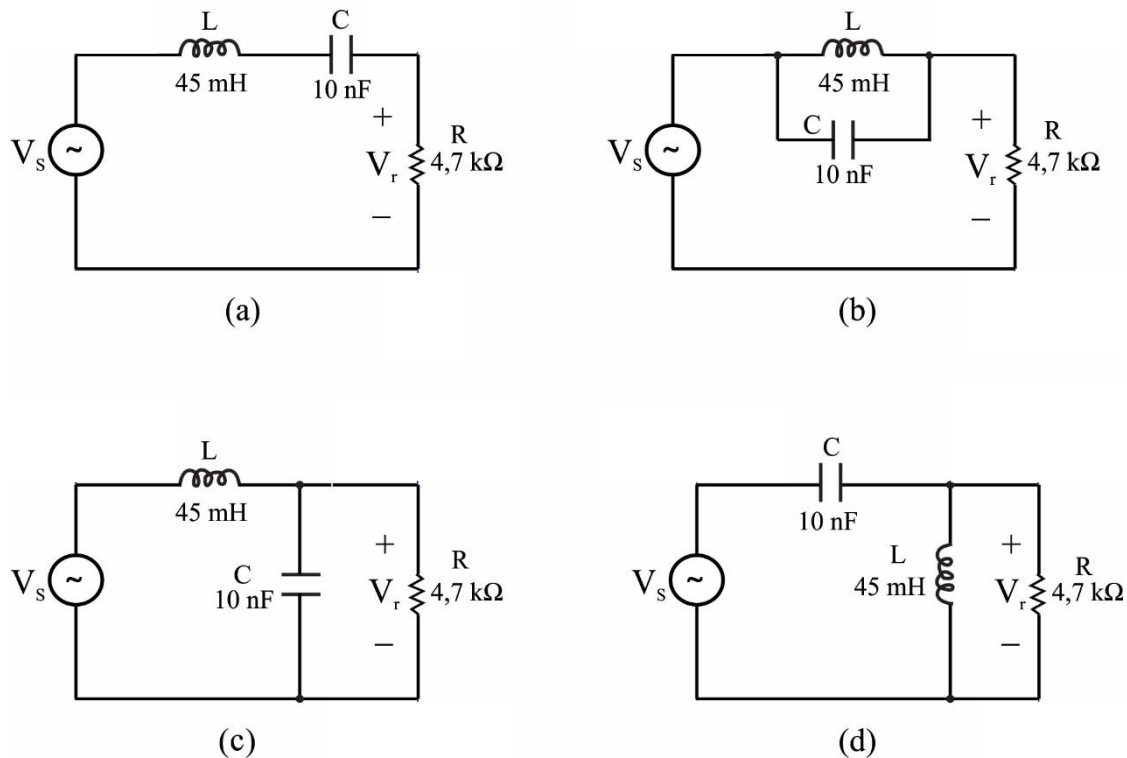 L
C
45 mH
10 nF
V_s
~
+
V_r
−
R
4,7 kΩ
(a)
L
45 mH
C
10 nF
V_s
~
+
V_r
−
R
4,7 kΩ
(b)
L
45 mH
C
10 nF
V_s
~
+
V_r
−
R
4,7 kΩ
(c)
C
10 nF
L
45 mH
V_s
~
+
V_r
−
R
4,7 kΩ
(d)